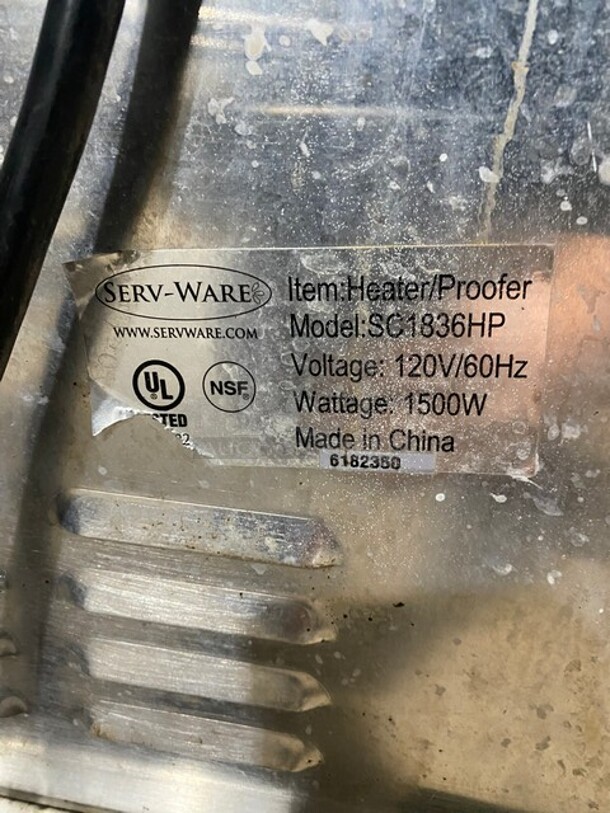 SERV-WARE
WWW.SERVWARE.COM
UL
NSF
Item:Heater/Proofer
Model:SC1836HP
Voltage: 120V/60Hz
Wattage: 1500W
Made in China
6182350